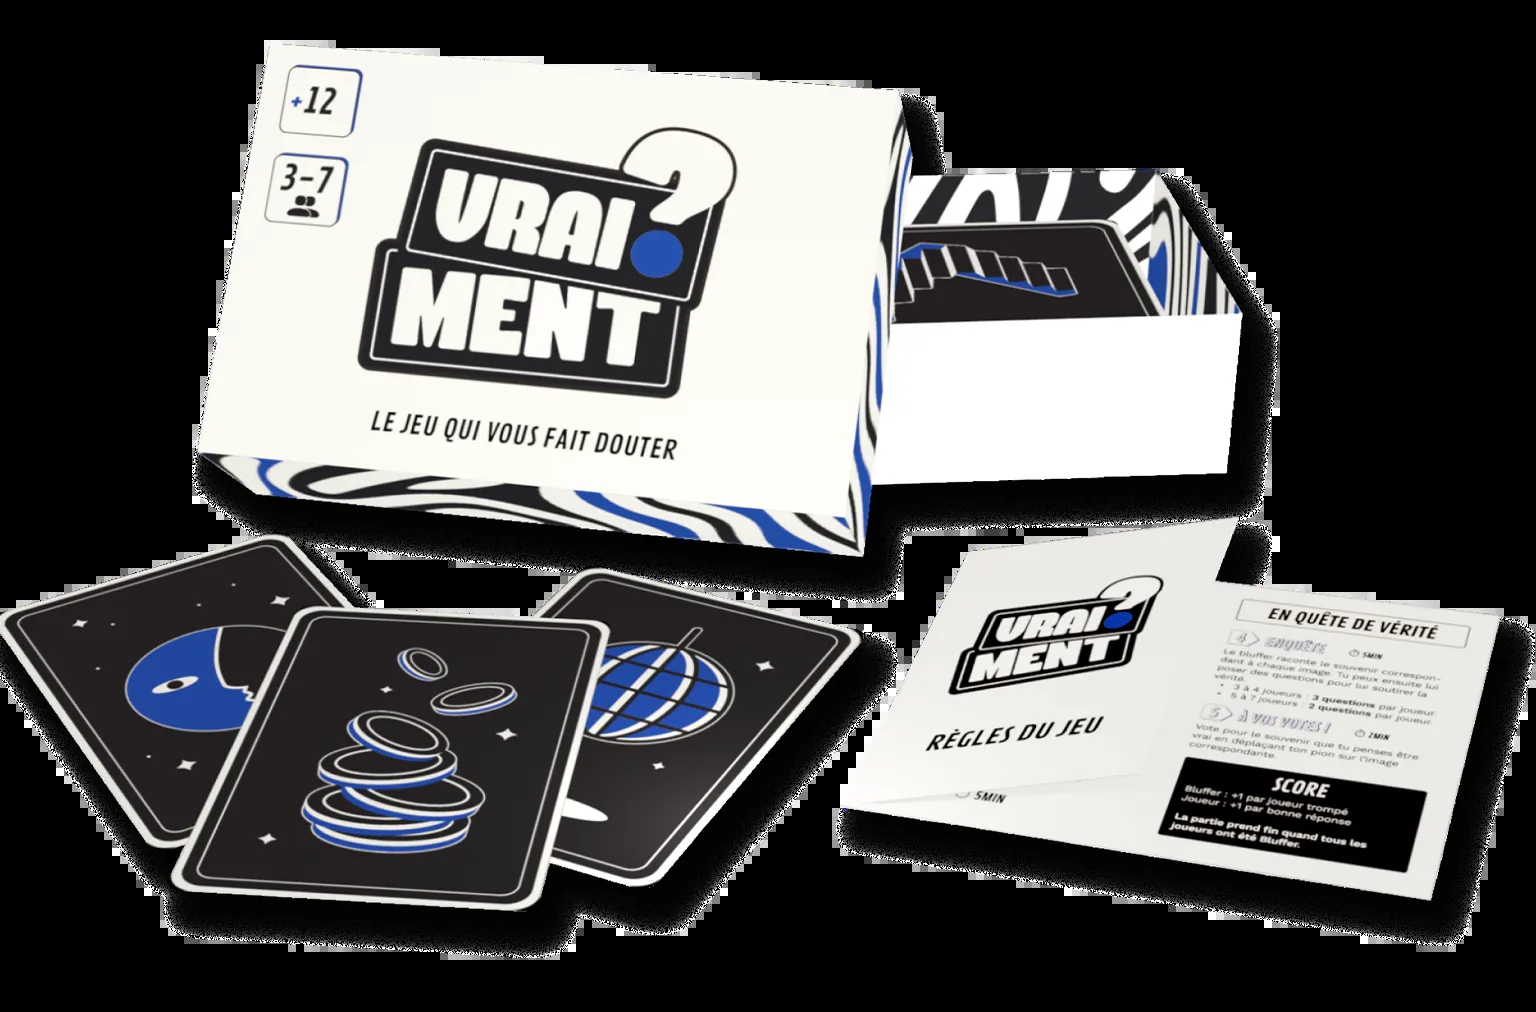 +12
3-7
VRAI?
MENT
LE JEU QUI VOUS FAIT DOUTER
VRAI?
MENT
RÈGLES DU JEU
5MIN
EN QUÊTE DE VÉRITÉ
4 ENQUÊTE 5MIN
Le bluffer raconte le souvenir correspon-
dant à chaque image. Tu peux ensuite lui
poser des questions pour lui soutirer la
vérité.
• 3 à 4 joueurs : 3 questions par joueur.
• 5 à 7 joueurs : 2 questions par joueur.
5 À VOS VOTES ! 2MIN
Vote pour le souvenir que tu penses être
vrai en déplaçant ton pion sur l'image
correspondante.
SCORE
Bluffer : +1 par joueur trompé
Joueur : +1 par bonne réponse
La partie prend fin quand tous les
joueurs ont été Bluffer.